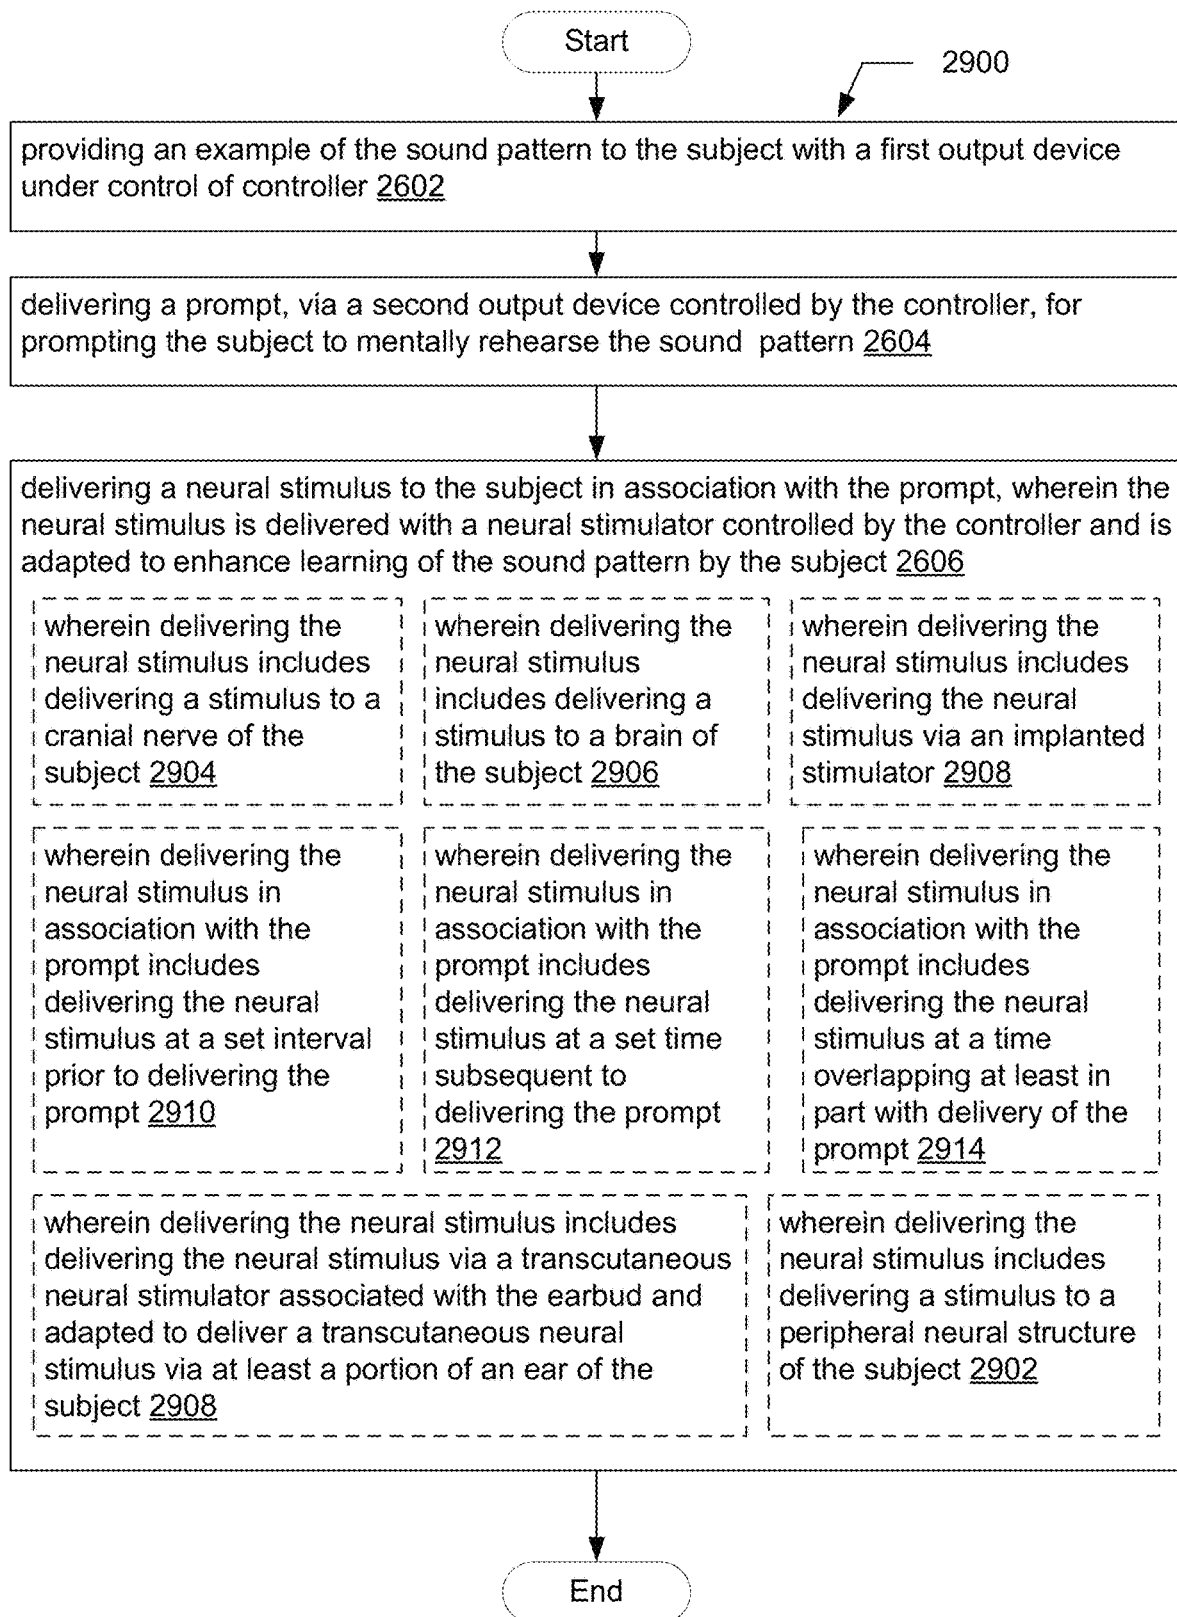 Start
2900
providing an example of the sound pattern to the subject with a first output device
under control of controller 2602
delivering a prompt, via a second output device controlled by the controller, for
prompting the subject to mentally rehearse the sound pattern 2604
delivering a neural stimulus to the subject in association with the prompt, wherein the
neural stimulus is delivered with a neural stimulator controlled by the controller and is
adapted to enhance learning of the sound pattern by the subject 2606
wherein delivering the
neural stimulus includes
delivering a stimulus to a
cranial nerve of the
subject 2904
wherein delivering the
neural stimulus
includes delivering a
stimulus to a brain of
the subject 2906
wherein delivering the
neural stimulus includes
delivering the neural
stimulus via an implanted
stimulator 2908
wherein delivering the
neural stimulus in
association with the
prompt includes
delivering the neural
stimulus at a set interval
prior to delivering the
prompt 2910
wherein delivering the
neural stimulus in
association with the
prompt includes
delivering the neural
stimulus at a set time
subsequent to
delivering the prompt
2912
wherein delivering the
neural stimulus in
association with the
prompt includes
delivering the neural
stimulus at a time
overlapping at least in
part with delivery of the
prompt 2914
wherein delivering the neural stimulus includes
delivering the neural stimulus via a transcutaneous
neural stimulator associated with the earbud and
adapted to deliver a transcutaneous neural
stimulus via at least a portion of an ear of the
subject 2908
wherein delivering the
neural stimulus includes
delivering a stimulus to a
peripheral neural structure
of the subject 2902
End